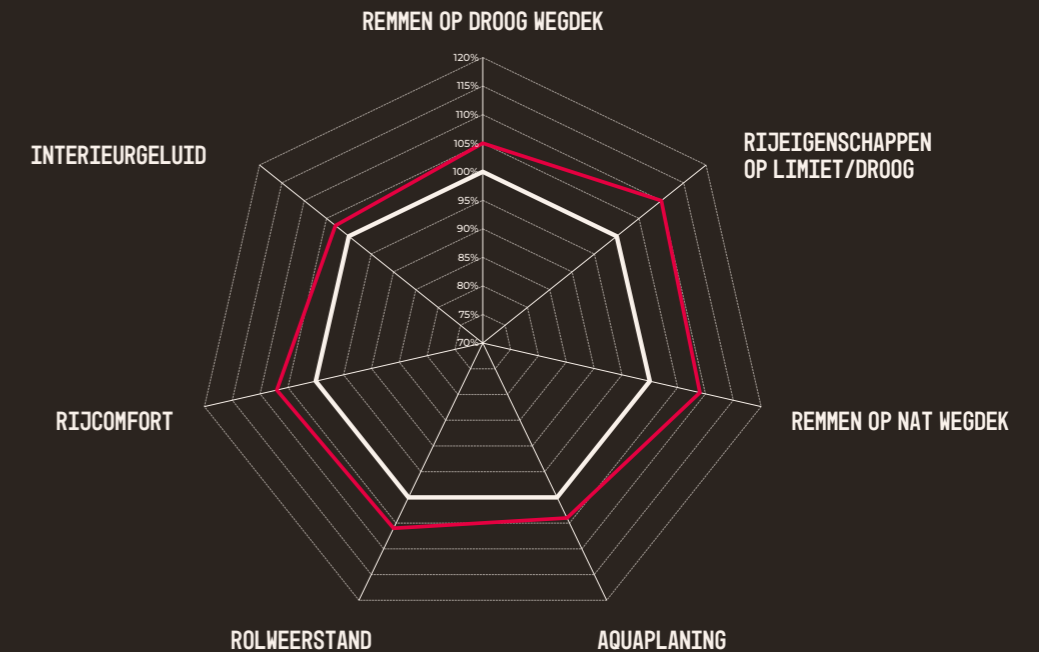 REMMEN OP DROOG WEGDEK
120%
115%
110%
105%
100%
95%
90%
85%
80%
75%
70%
RIJEIGENSCHAPPEN
OP LIMIET/DROOG
INTERIEURGELUID
RIJCOMFORT
REMMEN OP NAT WEGDEK
ROLWEERSTAND
AQUAPLANING